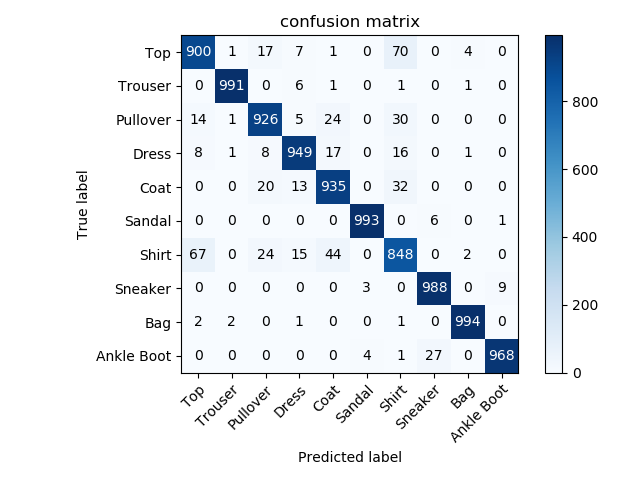 confusion matrix
True label
Top 900 1 17 7 1 0 70 0 4 0
Trouser 0 991 0 6 1 0 1 0 1 0
Pullover 14 1 926 5 24 0 30 0 0 0
Dress 8 1 8 949 17 0 16 0 1 0
Coat 0 0 20 13 935 0 32 0 0 0
Sandal 0 0 0 0 0 993 0 6 0 1
Shirt 67 0 24 15 44 0 848 0 2 0
Sneaker 0 0 0 0 0 3 0 988 0 9
Bag 2 2 0 1 0 0 1 0 994 0
Ankle Boot 0 0 0 0 0 4 1 27 0 968
Top Trouser Pullover Dress Coat Sandal Shirt Sneaker Bag Ankle Boot
Predicted label
800
600
400
200
0